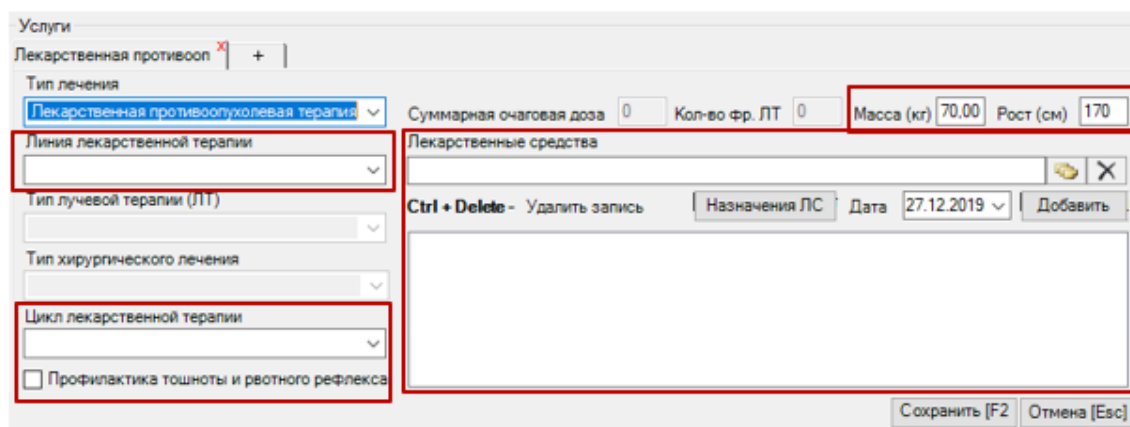 Услуги
Лекарственная противооп X +
Тип лечения
Лекарственная противоопухолевая терапия
Суммарная очаговая доза 0 Кол-во фр. ЛТ 0 Масса (кг) 70,00 Рост (см) 170
Линия лекарственной терапии
Лекарственные средства
Тип лучевой терапии (ЛТ)
Ctrl + Delete - Удалить запись Назначения ЛС Дата 27.12.2019 Добавить
Тип хирургического лечения
Цикл лекарственной терапии
Профилактика тошноты и рвотного рефлекса
Сохранить [F2 Отмена [Esc]